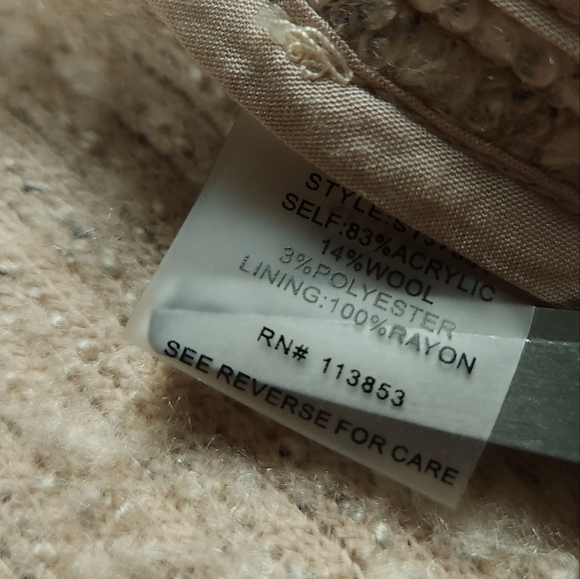 STYLE:
SELF:83%ACRYLIC
14%WOOL
3%POLYESTER
LINING:100%RAYON
RN# 113853
SEE REVERSE FOR CARE